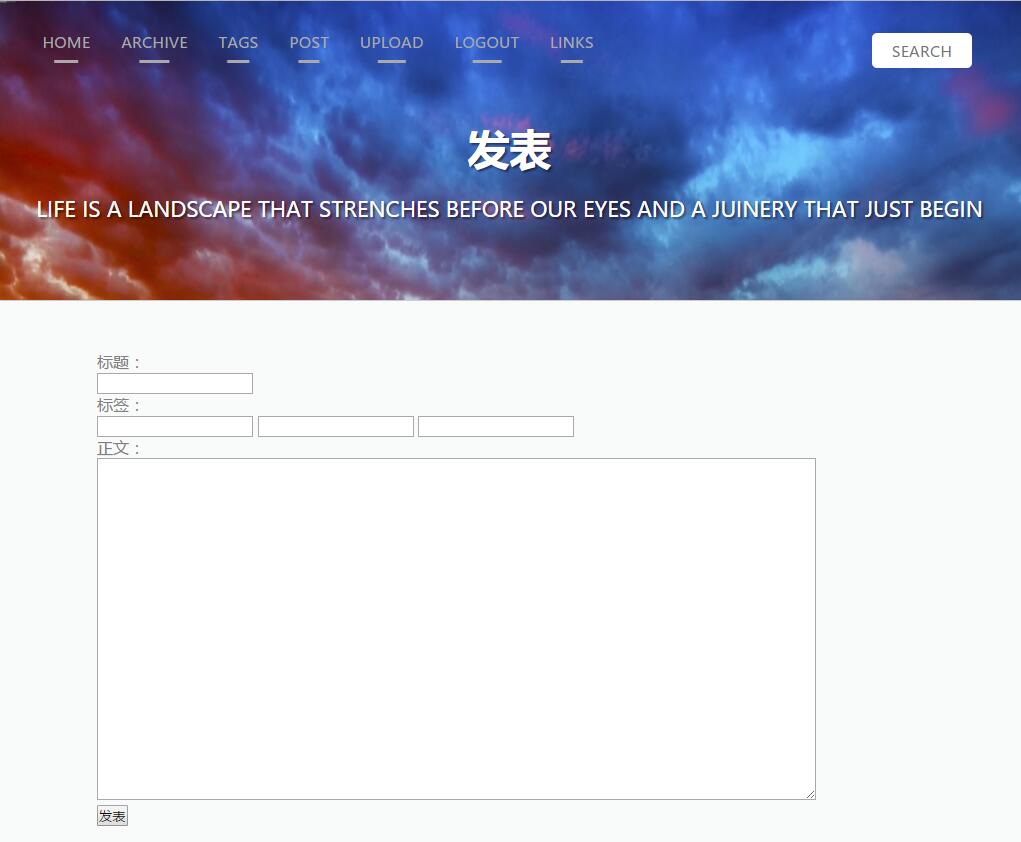 HOME ARCHIVE TAGS POST UPLOAD LOGOUT LINKS SEARCH
发表
LIFE IS A LANDSCAPE THAT STRENCHES BEFORE OUR EYES AND A JUINERY THAT JUST BEGIN
标题：
标签：
正文：
发表